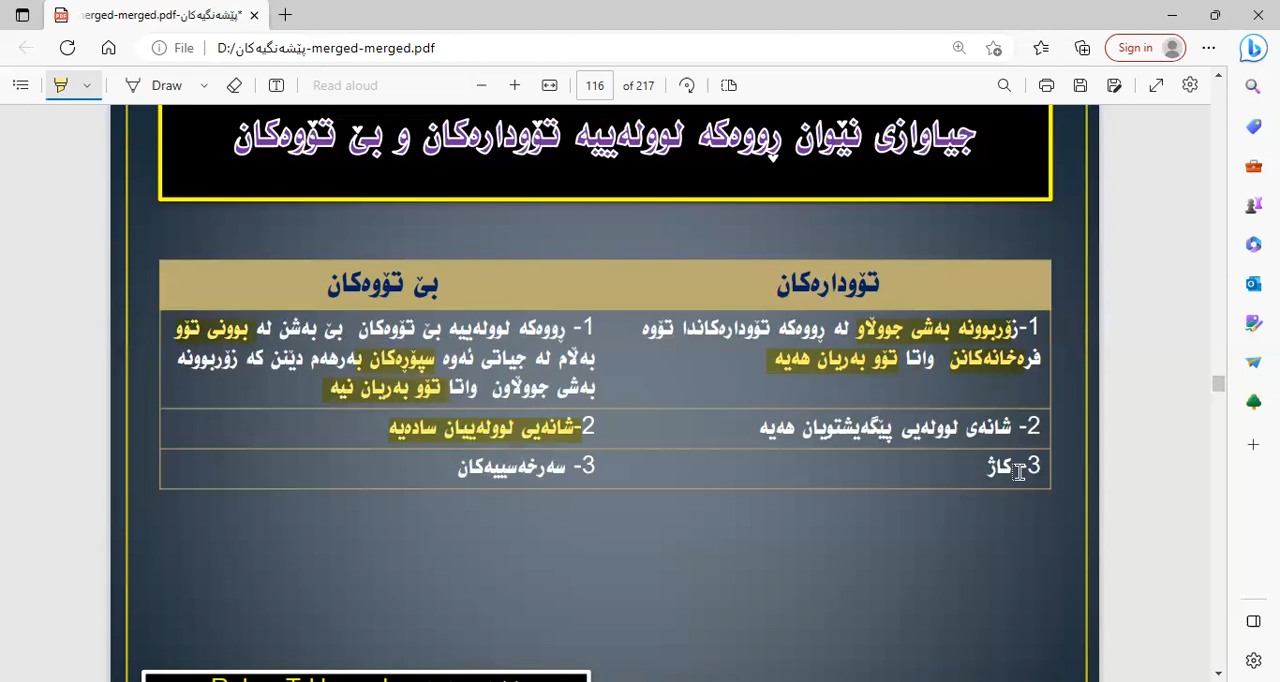 erged-merged.pdf-پێشەنگیەکان*
File
D:/پێشەنگیەکان-merged-merged.pdf
Sign in
Draw
Read aloud
116
of 217
جیاوازی نێوان ڕووەکە لوولەییە تۆودارەکان و بێ تۆوەکان
تۆودارەکان
بێ تۆوەکان
1-زۆربوونە بەشی جووڵاو لە ڕووەکە تۆودارەکاندا تۆوە
فرەخانەکانن واتا تۆو بەریان هەیە
1- ڕووەکە لوولەییە بێ تۆوەکان بێ بەشن لە بوونی تۆو
بەڵام لە جیاتی ئەوە سپۆڕەکان بەرهەم دێنن کە زۆربوونە
بەشی جووڵاون واتا تۆو بەریان نیە
2- شانەی لوولەیی پێگەیشتویان هەیە
2-شانەیی لوولەییان سادەیە
3- کاژ
3- سەرخەسییەکان